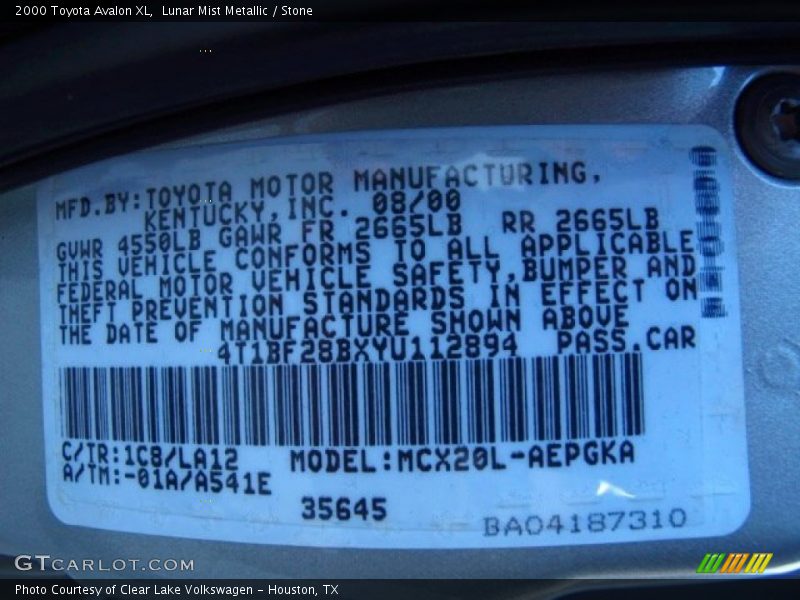 2000 Toyota Avalon XL,  Lunar Mist Metallic / Stone
MFD.BY:TOYOTA MOTOR MANUFACTURING,
KENTUCKY,INC. 08/00
GVWR 4550LB GAWR FR 2665LB RR 2665LB
THIS VEHICLE CONFORMS TO ALL APPLICABLE
FEDERAL MOTOR VEHICLE SAFETY,BUMPER AND
THEFT PREVENTION STANDARDS IN EFFECT ON
THE DATE OF MANUFACTURE SHOWN ABOVE
4T1BF28BXYU112894 PASS.CAR
C/TR:1C8/LA12 MODEL:MCX20L-AEPGKA
A/TM:-01A/A541E
35645
BA04187310
GTCARLOT.COM
Photo Courtesy of Clear Lake Volkswagen - Houston, TX